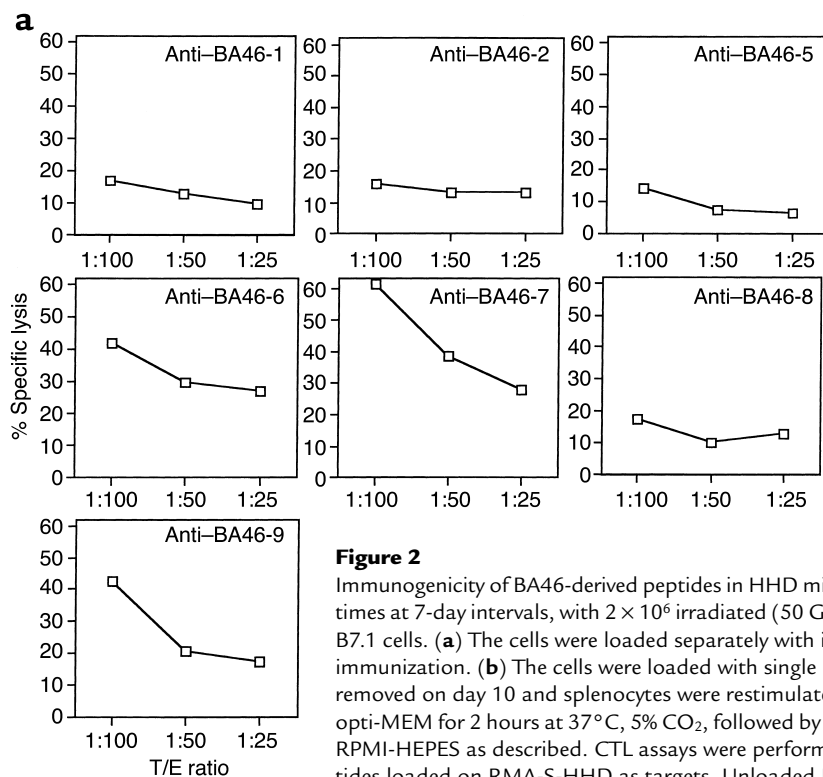 a
Anti–BA46-1 Anti–BA46-2 Anti–BA46-5
60 60 60
50 50 50
40 40 40
30 30 30
20 20 20
10 10 10
0 0 0
1:100 1:50 1:25 1:100 1:50 1:25 1:100 1:50 1:25
% Specific lysis
Anti–BA46-6 Anti–BA46-7 Anti–BA46-8
60 60 60
50 50 50
40 40 40
30 30 30
20 20 20
10 10 10
0 0 0
1:100 1:50 1:25 1:100 1:50 1:25 1:100 1:50 1:25
Anti–BA46-9
60
50
40
30
20
10
0
1:100 1:50 1:25
T/E ratio
Figure 2
Immunogenicity of BA46-derived peptides in HHD mi
times at 7-day intervals, with 2 × 10⁶ irradiated (50 G
B7.1 cells. (a) The cells were loaded separately with i
immunization. (b) The cells were loaded with single
removed on day 10 and splenocytes were restimulate
opti-MEM for 2 hours at 37°C, 5% CO₂, followed by
RPMI-HEPES as described. CTL assays were perform
tides loaded on RMA-S-HHD as targets. Unloaded